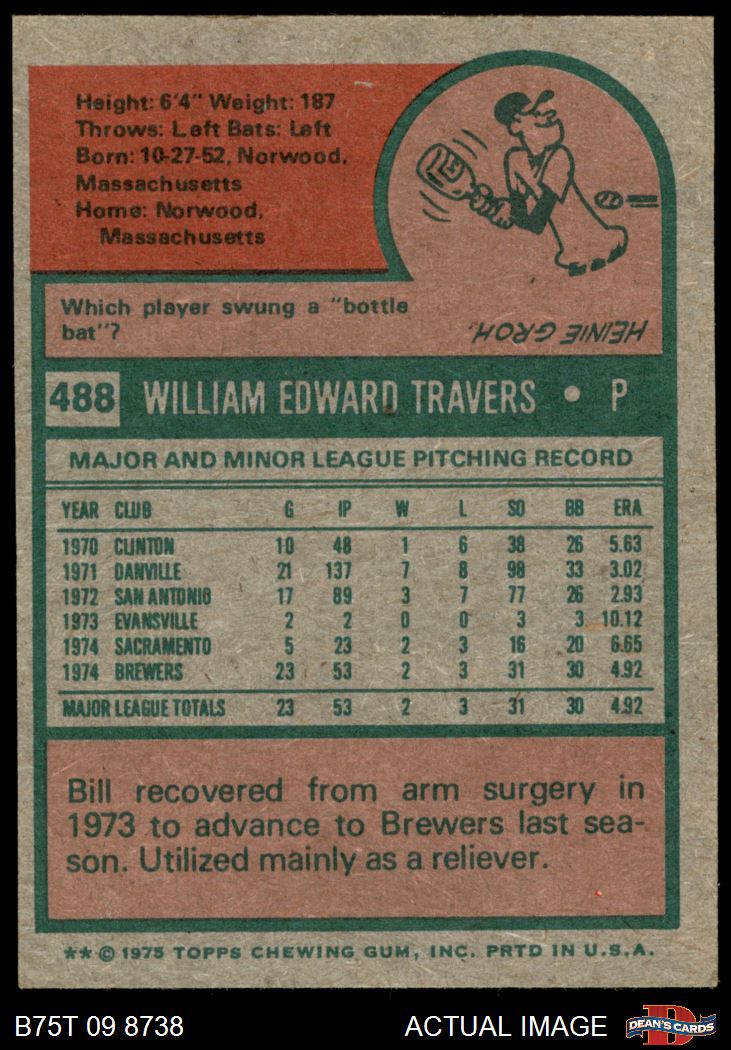 Height: 6'4" Weight: 187
Throws: Left Bats: Left
Born: 10-27-52, Norwood,
Massachusetts
Home: Norwood,
Massachusetts
Which player swung a "bottle
bat"?
HEINIE GROH.
488 WILLIAM EDWARD TRAVERS • P
MAJOR AND MINOR LEAGUE PITCHING RECORD
YEAR CLUB G IP W L SO BB ERA
1970 CLINTON 10 48 1 6 38 26 5.63
1971 DANVILLE 21 137 7 8 98 33 3.02
1972 SAN ANTONIO 17 89 3 7 77 26 2.93
1973 EVANSVILLE 2 2 0 0 3 3 10.12
1974 SACRAMENTO 5 23 2 3 16 20 6.65
1974 BREWERS 23 53 2 3 31 30 4.92
MAJOR LEAGUE TOTALS 23 53 2 3 31 30 4.92
Bill recovered from arm surgery in
1973 to advance to Brewers last sea-
son. Utilized mainly as a reliever.
** © 1975 TOPPS CHEWING GUM, INC. PRTD IN U.S.A.
B75T 09 8738 ACTUAL IMAGE DEAN'S CARDS